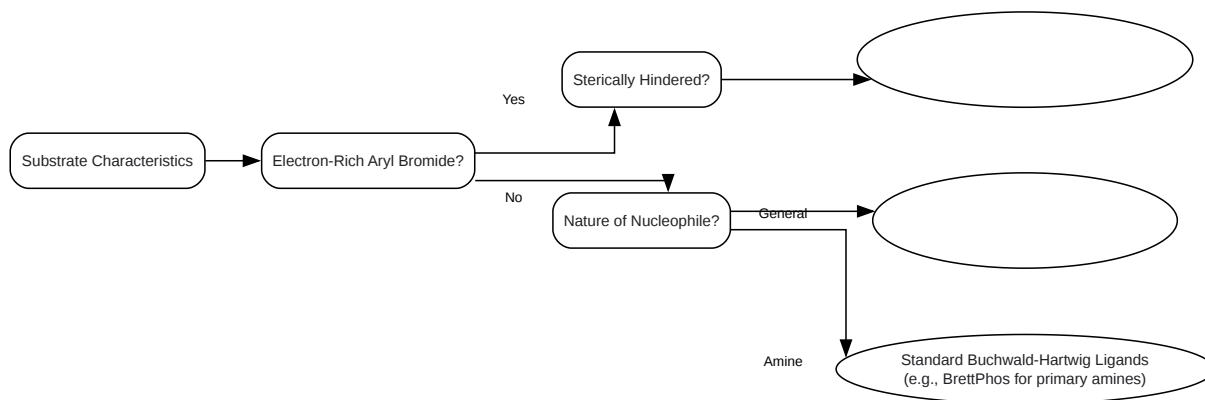 Sterically Hindered?
Yes
Substrate Characteristics
Electron-Rich Aryl Bromide?
No
Nature of Nucleophile?
General
Amine
Standard Buchwald-Hartwig Ligands
(e.g., BrettPhos for primary amines)